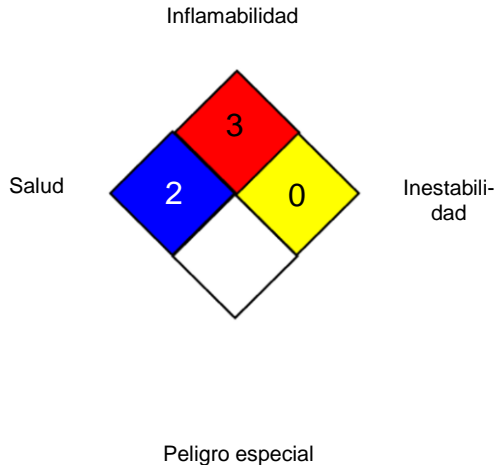 Inflamabilidad
3
Salud
2
0
Inestabili-
dad
Peligro especial